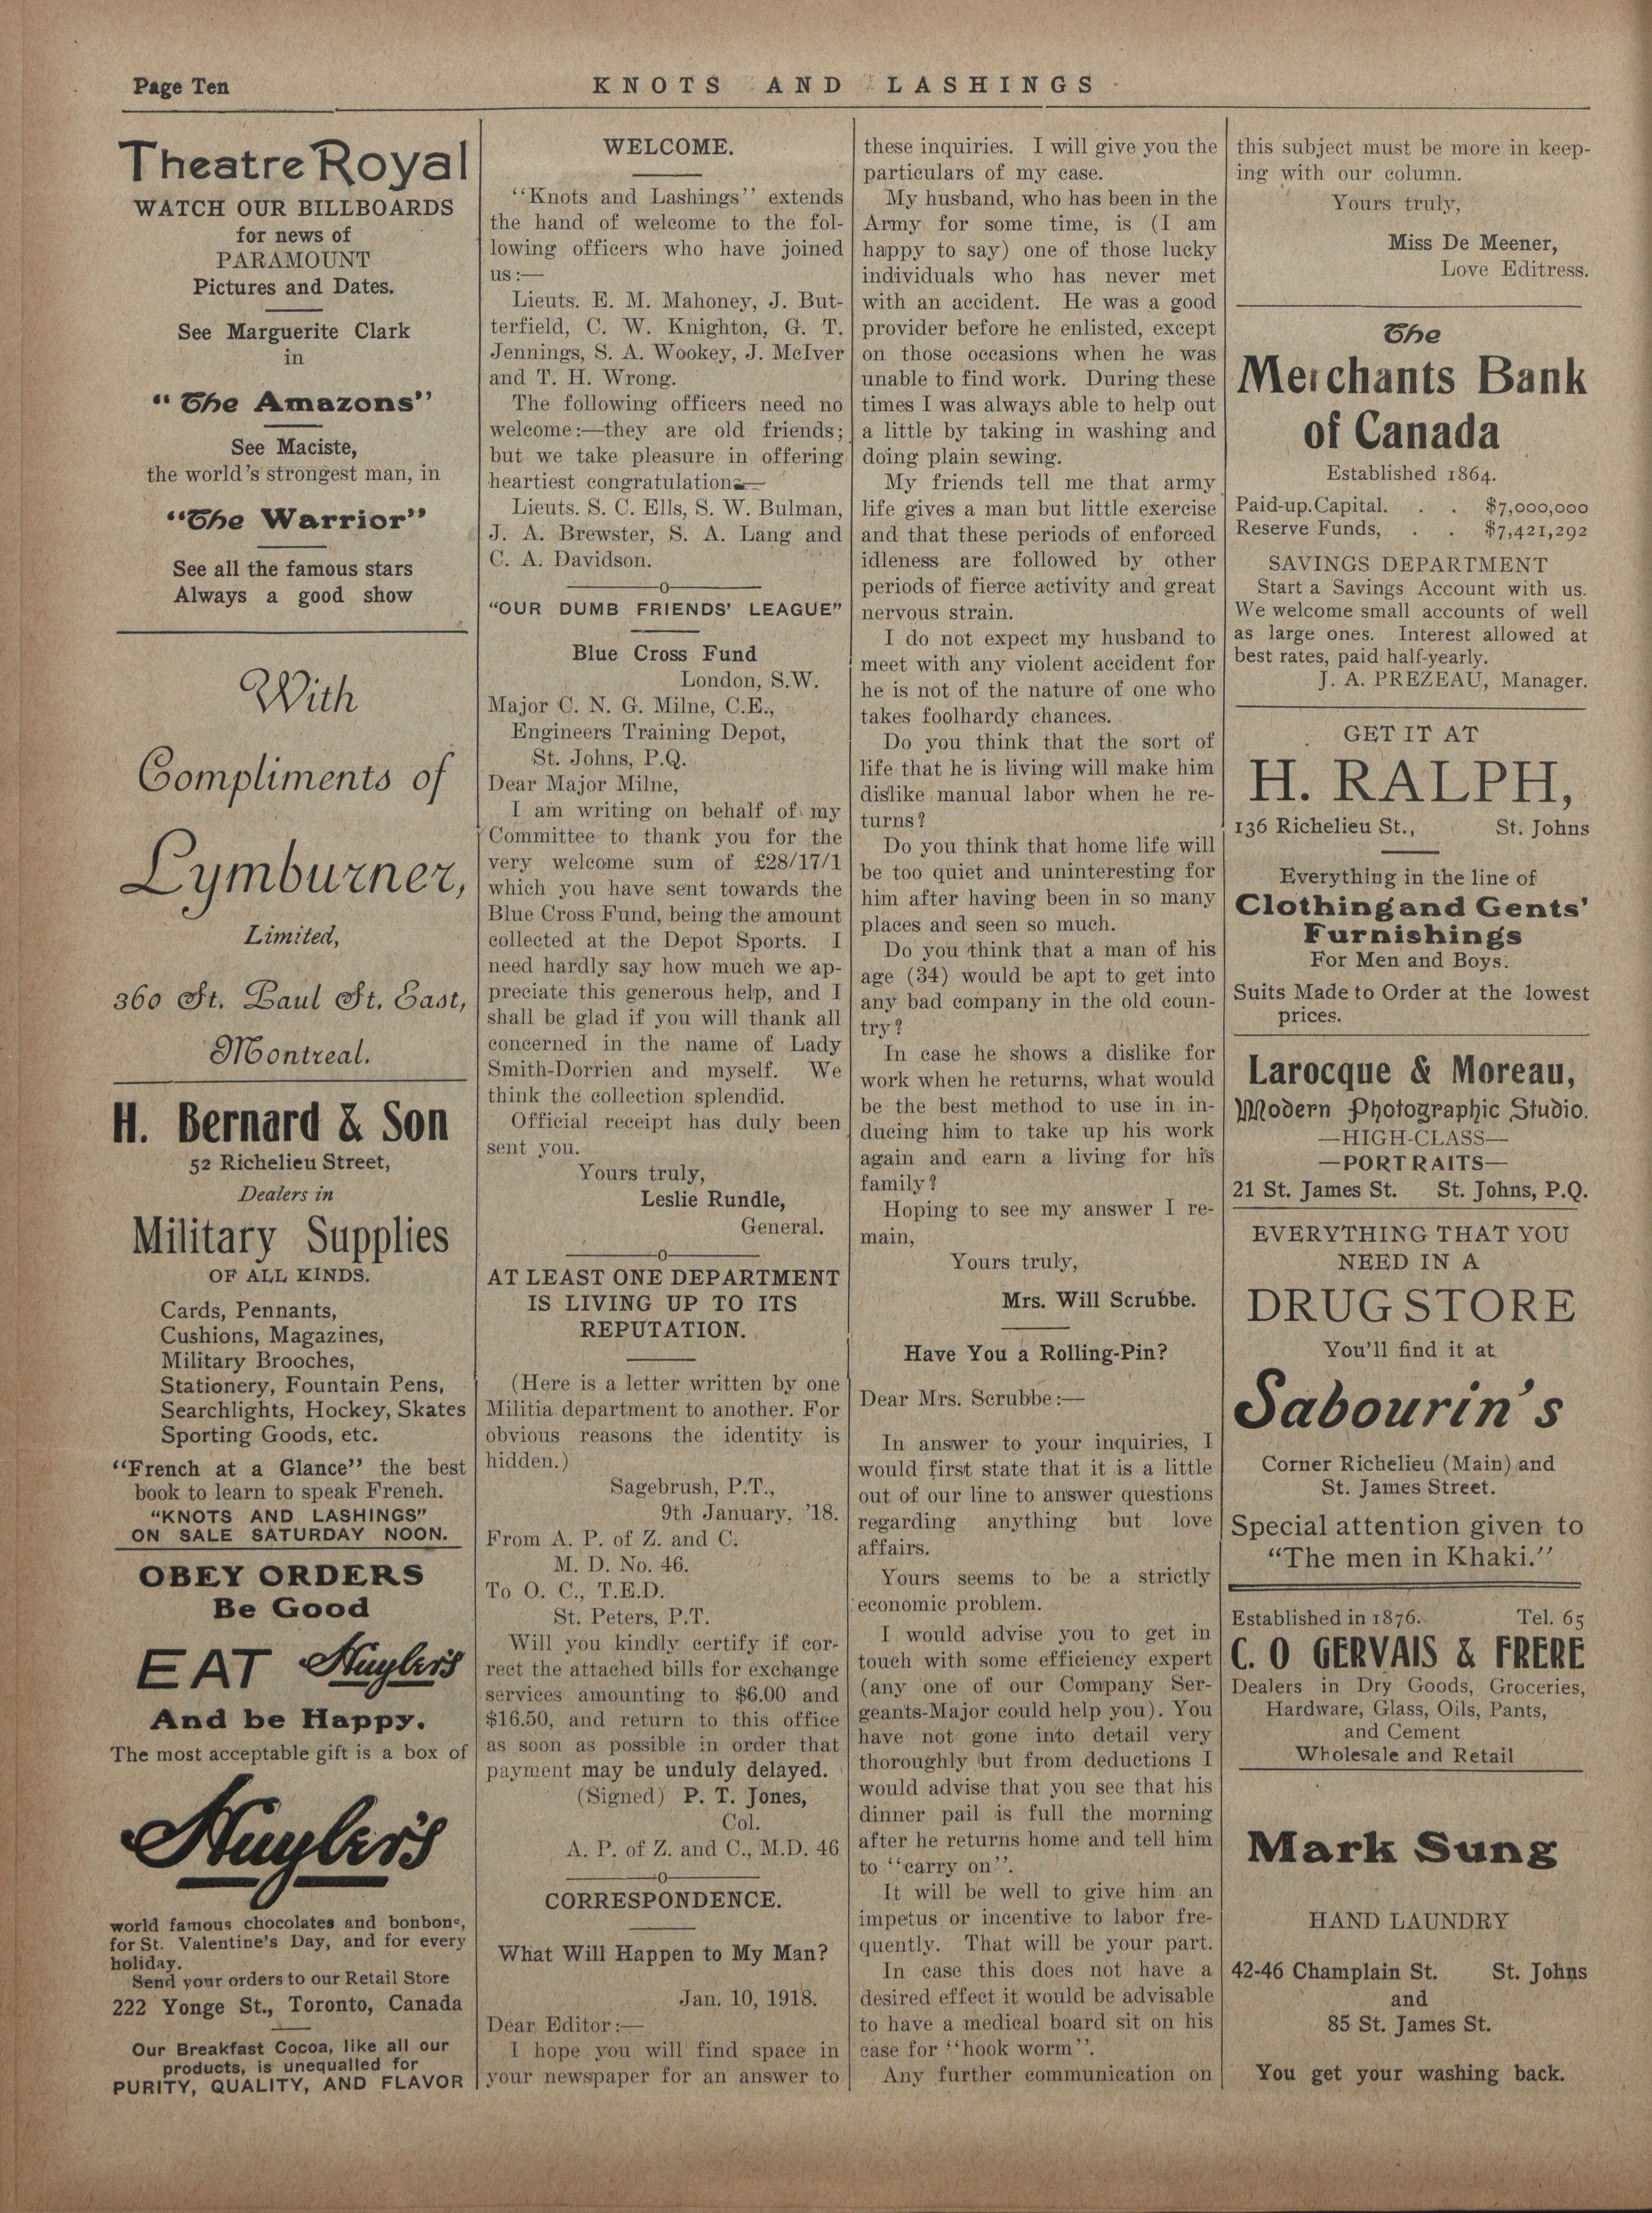 Page Ten
KNOTS AND LASHINGS
Theatre Royal
WATCH OUR BILLBOARDS
for news of
PARAMOUNT
Pictures and Dates.
See Marguerite Clark
in
"The Amazons"
See Maciste,
the world's strongest man, in
"The Warrior"
See all the famous stars
Always a good show
With
Compliments of
Lymburner,
Limited,
360 St. Paul St. East,
Montreal.
H. Bernard & Son
52 Richelieu Street,
Dealers in
Military Supplies
OF ALL KINDS.
Cards, Pennants,
Cushions, Magazines,
Military Brooches,
Stationery, Fountain Pens,
Searchlights, Hockey, Skates
Sporting Goods, etc.
"French at a Glance" the best
book to learn to speak French.
"KNOTS AND LASHINGS"
ON SALE SATURDAY NOON.
OBEY ORDERS
Be Good
EAT Huyler's
And be Happy.
The most acceptable gift is a box of
Huyler's
world famous chocolates and bonbons,
for St. Valentine's Day, and for every
holiday.
Send your orders to our Retail Store
222 Yonge St., Toronto, Canada
Our Breakfast Cocoa, like all our
products, is unequalled for
PURITY, QUALITY, AND FLAVOR
WELCOME.
"Knots and Lashings" extends
the hand of welcome to the fol-
lowing officers who have joined
us:—
Lieuts. E. M. Mahoney, J. But-
terfield, C. W. Knighton, G. T.
Jennings, S. A. Wookey, J. McIver
and T. H. Wrong.
The following officers need no
welcome:—they are old friends;
but we take pleasure in offering
heartiest congratulations—
Lieuts. S. C. Ells, S. W. Bulman,
J. A. Brewster, S. A. Lang and
C. A. Davidson.
"OUR DUMB FRIENDS' LEAGUE"
Blue Cross Fund
London, S.W.
Major C. N. G. Milne, C.E.,
Engineers Training Depot,
St. Johns, P.Q.
Dear Major Milne,
I am writing on behalf of my
Committee to thank you for the
very welcome sum of £28/17/1
which you have sent towards the
Blue Cross Fund, being the amount
collected at the Depot Sports. I
need hardly say how much we ap-
preciate this generous help, and I
shall be glad if you will thank all
concerned in the name of Lady
Smith-Dorrien and myself. We
think the collection splendid.
Official receipt has duly been
sent you.
Yours truly,
Leslie Rundle,
General.
AT LEAST ONE DEPARTMENT
IS LIVING UP TO ITS
REPUTATION.
(Here is a letter written by one
Militia department to another. For
obvious reasons the identity is
hidden.)
Sagebrush, P.T.,
9th January, '18.
From A. P. of Z. and C.
M. D. No. 46.
To O. C., T.E.D.
St. Peters, P.T.
Will you kindly certify if cor-
rect the attached bills for exchange
services amounting to $6.00 and
$16.50, and return to this office
as soon as possible in order that
payment may be unduly delayed.
(Signed) P. T. Jones,
Col.
A. P. of Z. and C., M.D. 46
CORRESPONDENCE.
What Will Happen to My Man?
Jan. 10, 1918.
Dear Editor:—
I hope you will find space in
your newspaper for an answer to
these inquiries. I will give you the
particulars of my case.
My husband, who has been in the
Army for some time, is (I am
happy to say) one of those lucky
individuals who has never met
with an accident. He was a good
provider before he enlisted, except
on those occasions when he was
unable to find work. During these
times I was always able to help out
a little by taking in washing and
doing plain sewing.
My friends tell me that army
life gives a man but little exercise
and that these periods of enforced
idleness are followed by other
periods of fierce activity and great
nervous strain.
I do not expect my husband to
meet with any violent accident for
he is not of the nature of one who
takes foolhardy chances.
Do you think that the sort of
life that he is living will make him
dislike manual labor when he re-
turns?
Do you think that home life will
be too quiet and uninteresting for
him after having been in so many
places and seen so much.
Do you think that a man of his
age (34) would be apt to get into
any bad company in the old coun-
try?
In case he shows a dislike for
work when he returns, what would
be the best method to use in in-
ducing him to take up his work
again and earn a living for his
family?
Hoping to see my answer I re-
main,
Yours truly,
Mrs. Will Scrubbe.
Have You a Rolling-Pin?
Dear Mrs. Scrubbe:—
In answer to your inquiries, I
would first state that it is a little
out of our line to answer questions
regarding anything but love
affairs.
Yours seems to be a strictly
economic problem.
I would advise you to get in
touch with some efficiency expert
(any one of our Company Ser-
geants-Major could help you). You
have not gone into detail very
thoroughly but from deductions I
would advise that you see that his
dinner pail is full the morning
after he returns home and tell him
to "carry on".
It will be well to give him an
impetus or incentive to labor fre-
quently. That will be your part.
In case this does not have a
desired effect it would be advisable
to have a medical board sit on his
case for "hook worm".
Any further communication on
this subject must be more in keep-
ing with our column.
Yours truly,
Miss De Meener,
Love Editress.
The
Merchants Bank
of Canada
Established 1864.
Paid-up.Capital. . . $7,000,000
Reserve Funds, . . $7,421,292
SAVINGS DEPARTMENT
Start a Savings Account with us.
We welcome small accounts of well
as large ones. Interest allowed at
best rates, paid half-yearly.
J. A. PREZEAU, Manager.
GET IT AT
H. RALPH,
136 Richelieu St., St. Johns
Everything in the line of
Clothing and Gents'
Furnishings
For Men and Boys.
Suits Made to Order at the lowest
prices.
Larocque & Moreau,
Modern Photographic Studio.
—HIGH-CLASS—
—PORTRAITS—
21 St. James St. St. Johns, P.Q.
EVERYTHING THAT YOU
NEED IN A
DRUG STORE
You'll find it at
Sabourin's
Corner Richelieu (Main) and
St. James Street.
Special attention given to
"The men in Khaki."
Established in 1876. Tel. 65
C. O GERVAIS & FRERE
Dealers in Dry Goods, Groceries,
Hardware, Glass, Oils, Pants,
and Cement
Wholesale and Retail
Mark Sung
HAND LAUNDRY
42-46 Champlain St. St. Johns
and
85 St. James St.
You get your washing back.